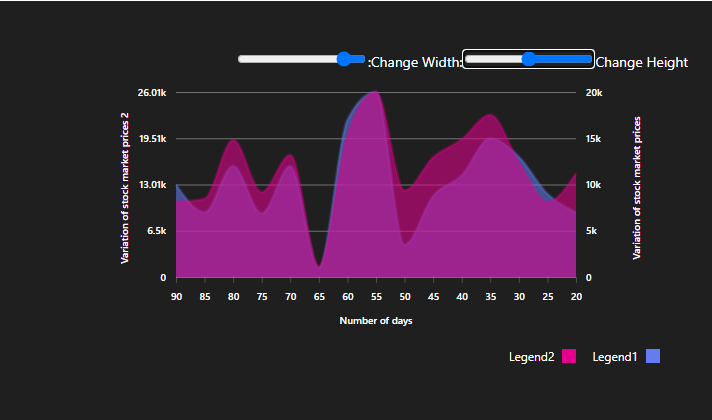 :Change Width: Change Height
26.01k
19.51k
13.01k
6.5k
0
Variation of stock market prices 2
20k
15k
10k
5k
0
Variation of stock market prices
90 85 80 75 70 65 60 55 50 45 40 35 30 25 20
Number of days
Legend2 Legend1